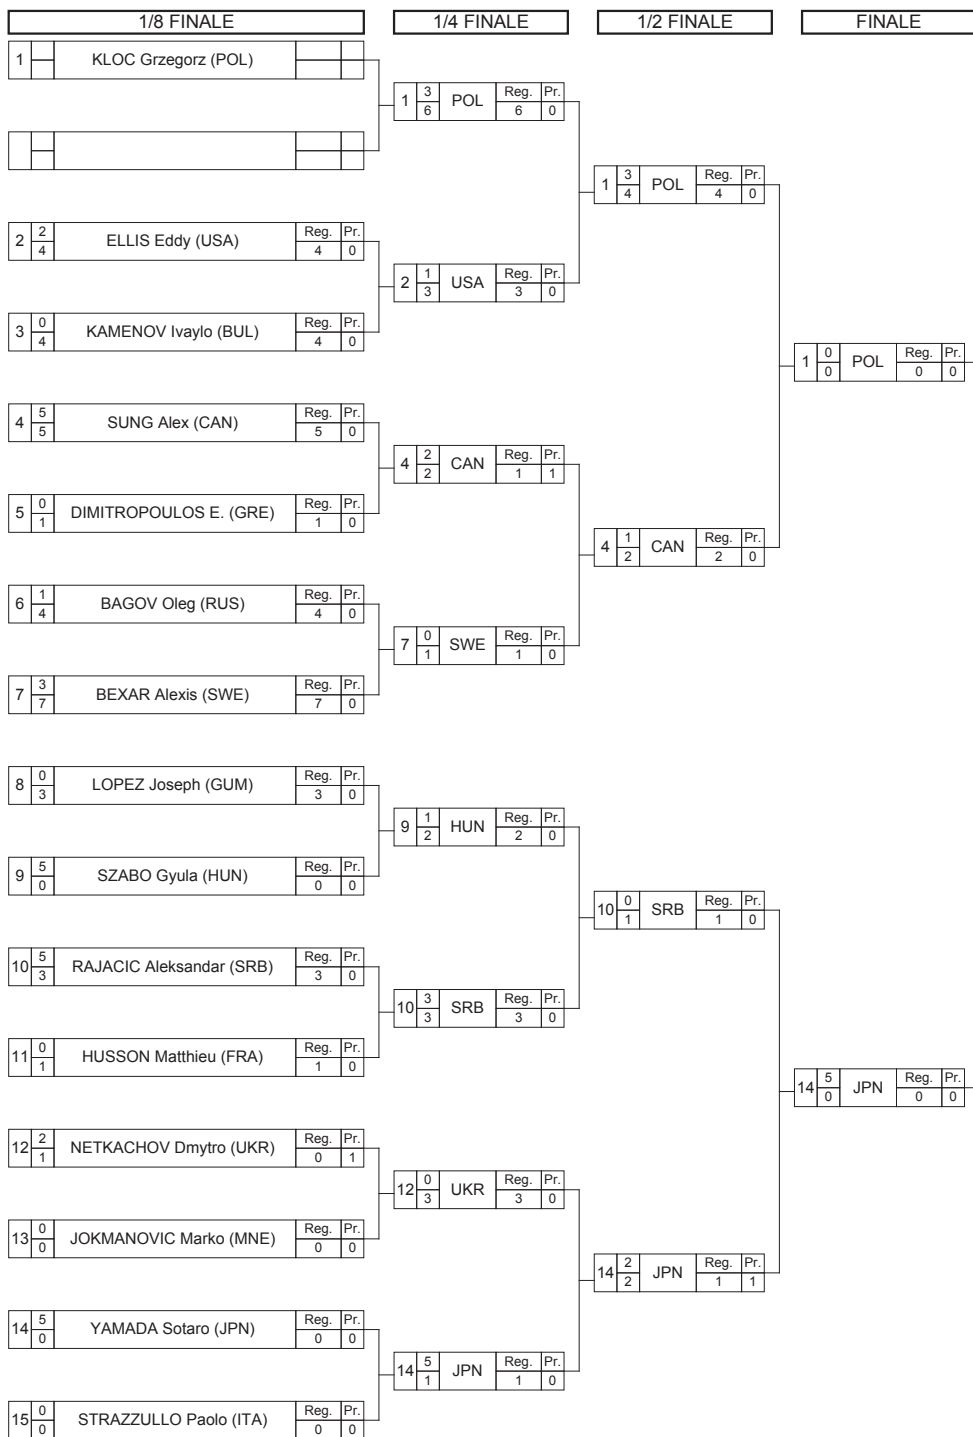 1/8 FINALE 1/4 FINALE 1/2 FINALE FINALE
1 KLOC Grzegorz (POL)
1 3 6 POL Reg. 6 Pr. 0
1 3 4 POL Reg. 4 Pr. 0
2 2 4 ELLIS Eddy (USA) Reg. 4 Pr. 0
2 1 3 USA Reg. 3 Pr. 0
3 0 4 KAMENOV Ivaylo (BUL) Reg. 4 Pr. 0
1 0 0 POL Reg. 0 Pr. 0
4 5 5 SUNG Alex (CAN) Reg. 5 Pr. 0
4 2 2 CAN Reg. 1 Pr. 1
5 0 1 DIMITROPOULOS E. (GRE) Reg. 1 Pr. 0
4 1 2 CAN Reg. 2 Pr. 0
6 1 4 BAGOV Oleg (RUS) Reg. 4 Pr. 0
7 0 1 SWE Reg. 1 Pr. 0
7 3 7 BEXAR Alexis (SWE) Reg. 7 Pr. 0
8 0 3 LOPEZ Joseph (GUM) Reg. 3 Pr. 0
9 1 2 HUN Reg. 2 Pr. 0
9 5 0 SZABO Gyula (HUN) Reg. 0 Pr. 0
10 0 1 SRB Reg. 1 Pr. 0
10 5 3 RAJACIC Aleksandar (SRB) Reg. 3 Pr. 0
10 3 3 SRB Reg. 3 Pr. 0
11 0 1 HUSSON Matthieu (FRA) Reg. 1 Pr. 0
14 5 0 JPN Reg. 0 Pr. 0
12 2 1 NETKACHOV Dmytro (UKR) Reg. 0 Pr. 1
12 0 3 UKR Reg. 3 Pr. 0
13 0 0 JOKMANOVIC Marko (MNE) Reg. 0 Pr. 0
14 2 2 JPN Reg. 1 Pr. 1
14 5 0 YAMADA Sotaro (JPN) Reg. 0 Pr. 0
14 5 1 JPN Reg. 1 Pr. 0
15 0 0 STRAZZULLO Paolo (ITA) Reg. 0 Pr. 0